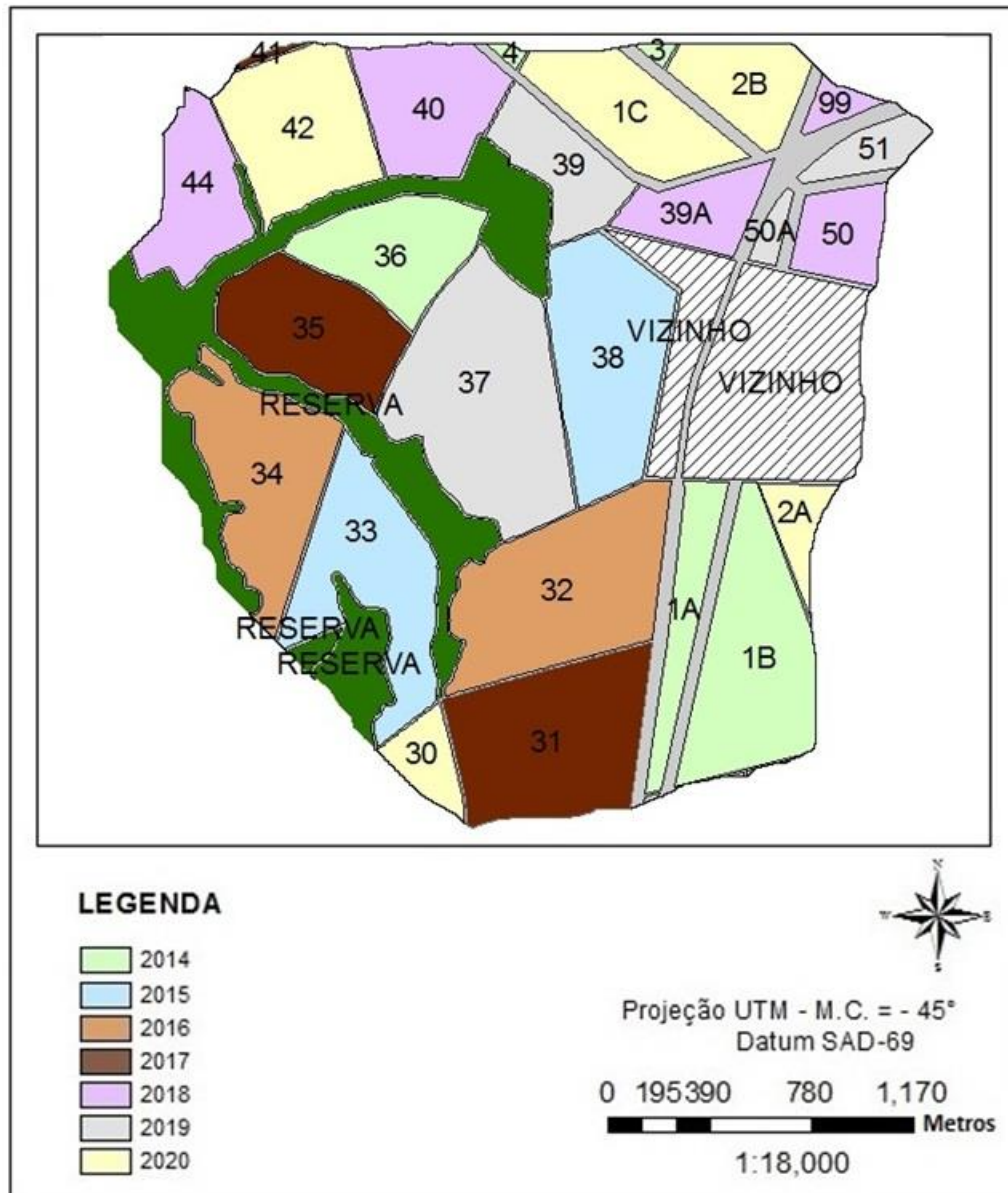 41
4
3
42
40
1C
2B
99
44
39
51
39A
50A
50
36
35
37
38
VIZINHO
VIZINHO
RESERVA
34
33
2A
32
1A
RESERVA
RESERVA
1B
30
31
LEGENDA
2014
2015
2016
2017
2018
2019
2020
N
W
E
S
Projeção UTM - M.C. = - 45°
Datum SAD-69
0 195390 780 1,170
Metros
1:18,000